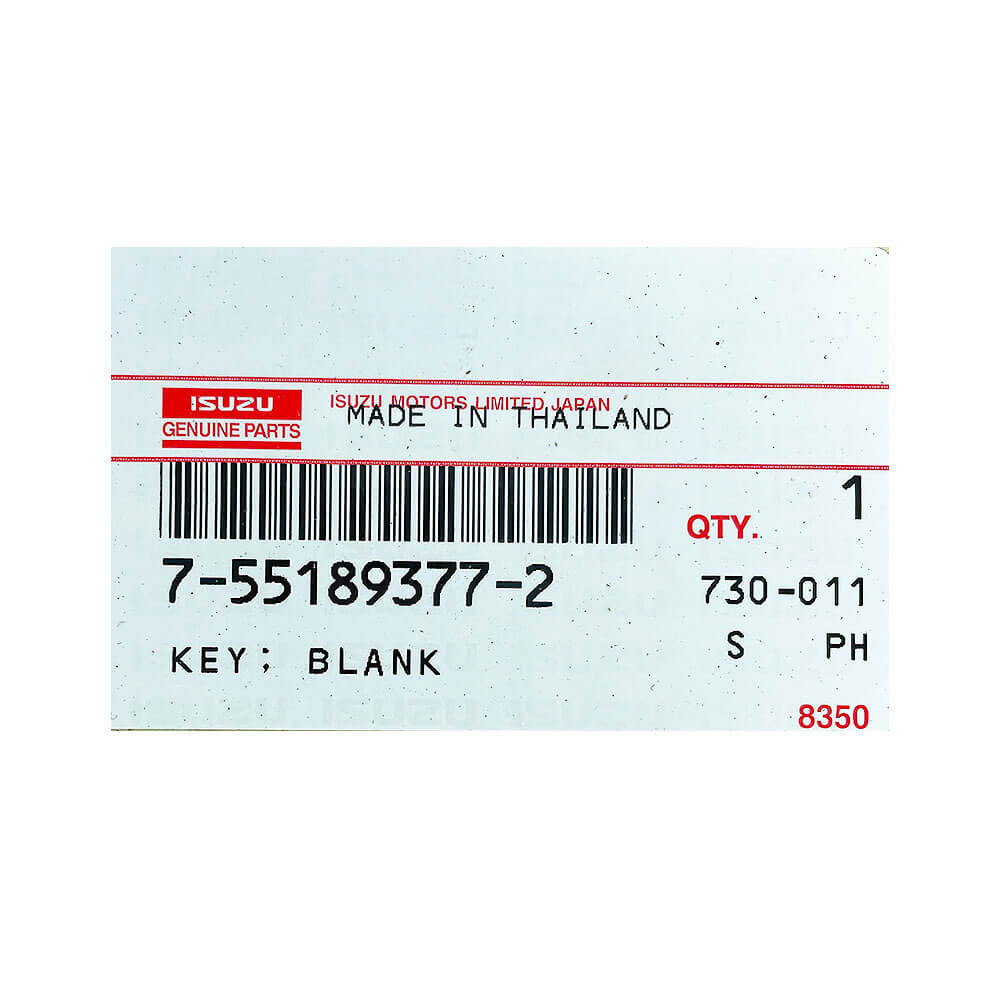 ISUZU
GENUINE PARTS
ISUZU MOTORS LIMITED JAPAN
MADE IN THAILAND
1
QTY.
7-55189377-2
730-011
KEY; BLANK
S PH
8350